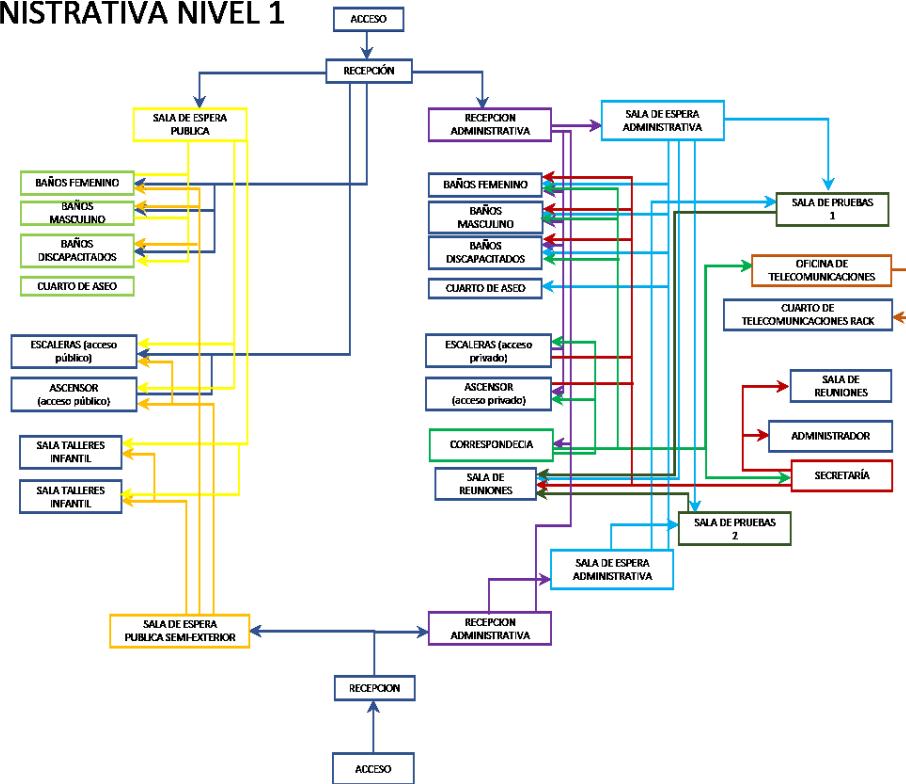 NISTRATIVA NIVEL 1
ACCESO
RECEPCIÓN
SALA DE ESPERA
PUBLICA
RECEPCION
ADMINISTRATIVA
SALA DE ESPERA
ADMINISTRATIVA
BAÑOS FEMENINO
BAÑOS
MASCULINO
BAÑOS
DISCAPACITADOS
CUARTO DE ASEO
BAÑOS FEMENINO
BAÑOS
MASCULINO
BAÑOS
DISCAPACITADOS
CUARTO DE ASEO
SALA DE PRUEBAS
1
OFICINA DE
TELECOMUNICACIONES
CUARTO DE
TELECOMUNICACIONES RACK
ESCALERAS (acceso
público)
ASCENSOR
(acceso público)
ESCALERAS (acceso
privado)
ASCENSOR
(acceso privado)
SALA DE
REUNIONES
ADMINISTRADOR
SECRETARÍA
SALA TALLERES
INFANTIL
SALA TALLERES
INFANTIL
CORRESPONDECIA
SALA DE
REUNIONES
SALA DE PRUEBAS
2
SALA DE ESPERA
ADMINISTRATIVA
SALA DE ESPERA
PUBLICA SEMI-EXTERIOR
RECEPCION
ADMINISTRATIVA
RECEPCION
ACCESO